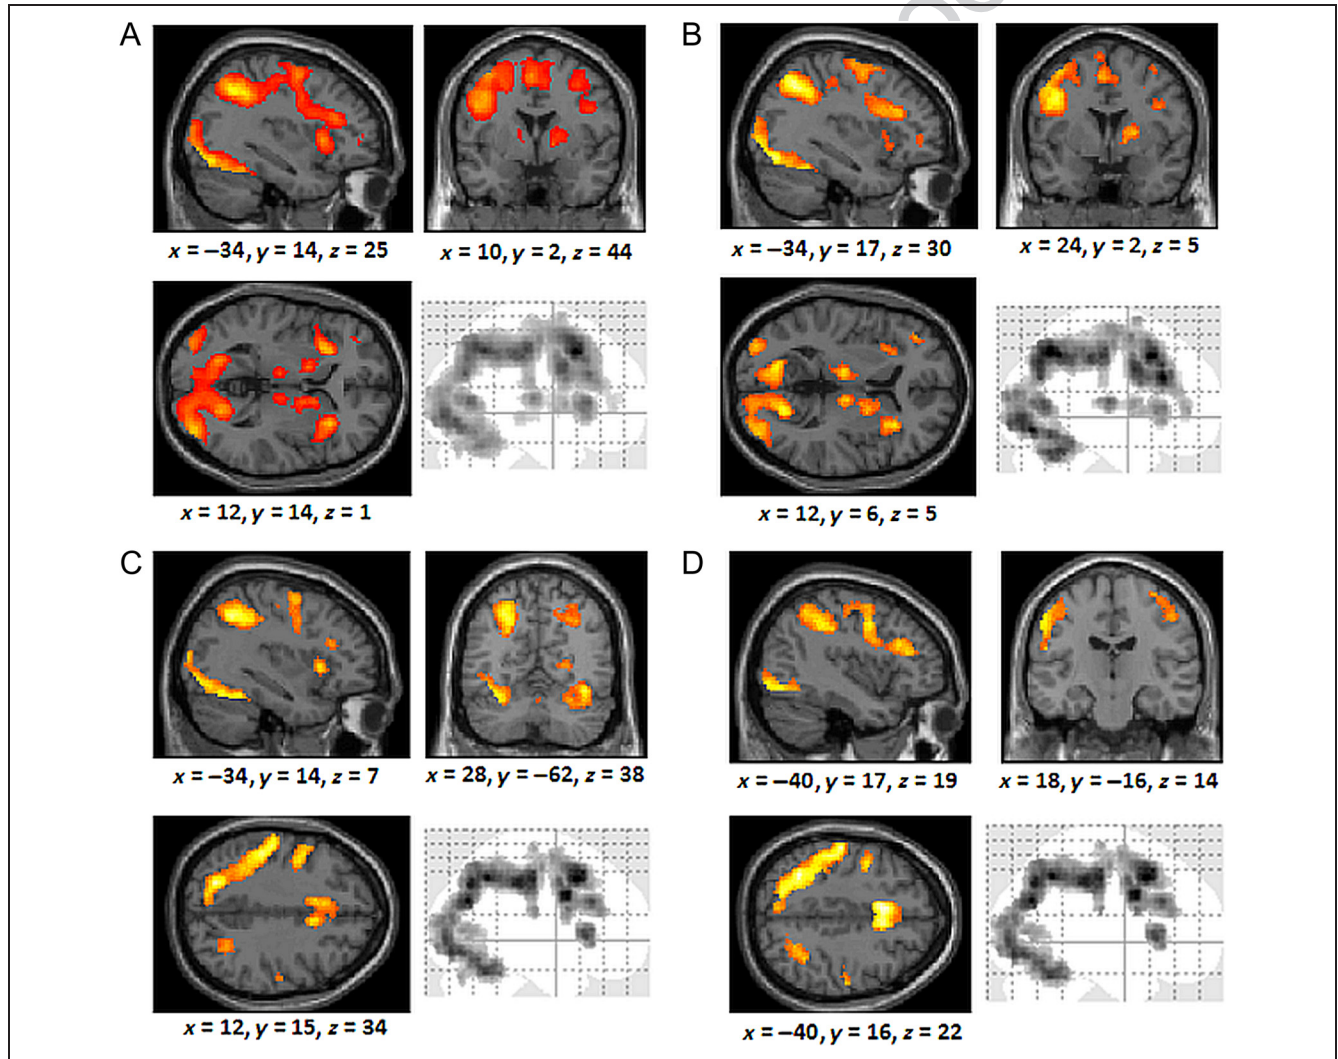 A
B
x = −34, y = 14, z = 25
x = 10, y = 2, z = 44
x = −34, y = 17, z = 30
x = 24, y = 2, z = 5
x = 12, y = 14, z = 1
x = 12, y = 6, z = 5
C
D
x = −34, y = 14, z = 7
x = 28, y = −62, z = 38
x = −40, y = 17, z = 19
x = 18, y = −16, z = 14
x = 12, y = 15, z = 34
x = −40, y = 16, z = 22